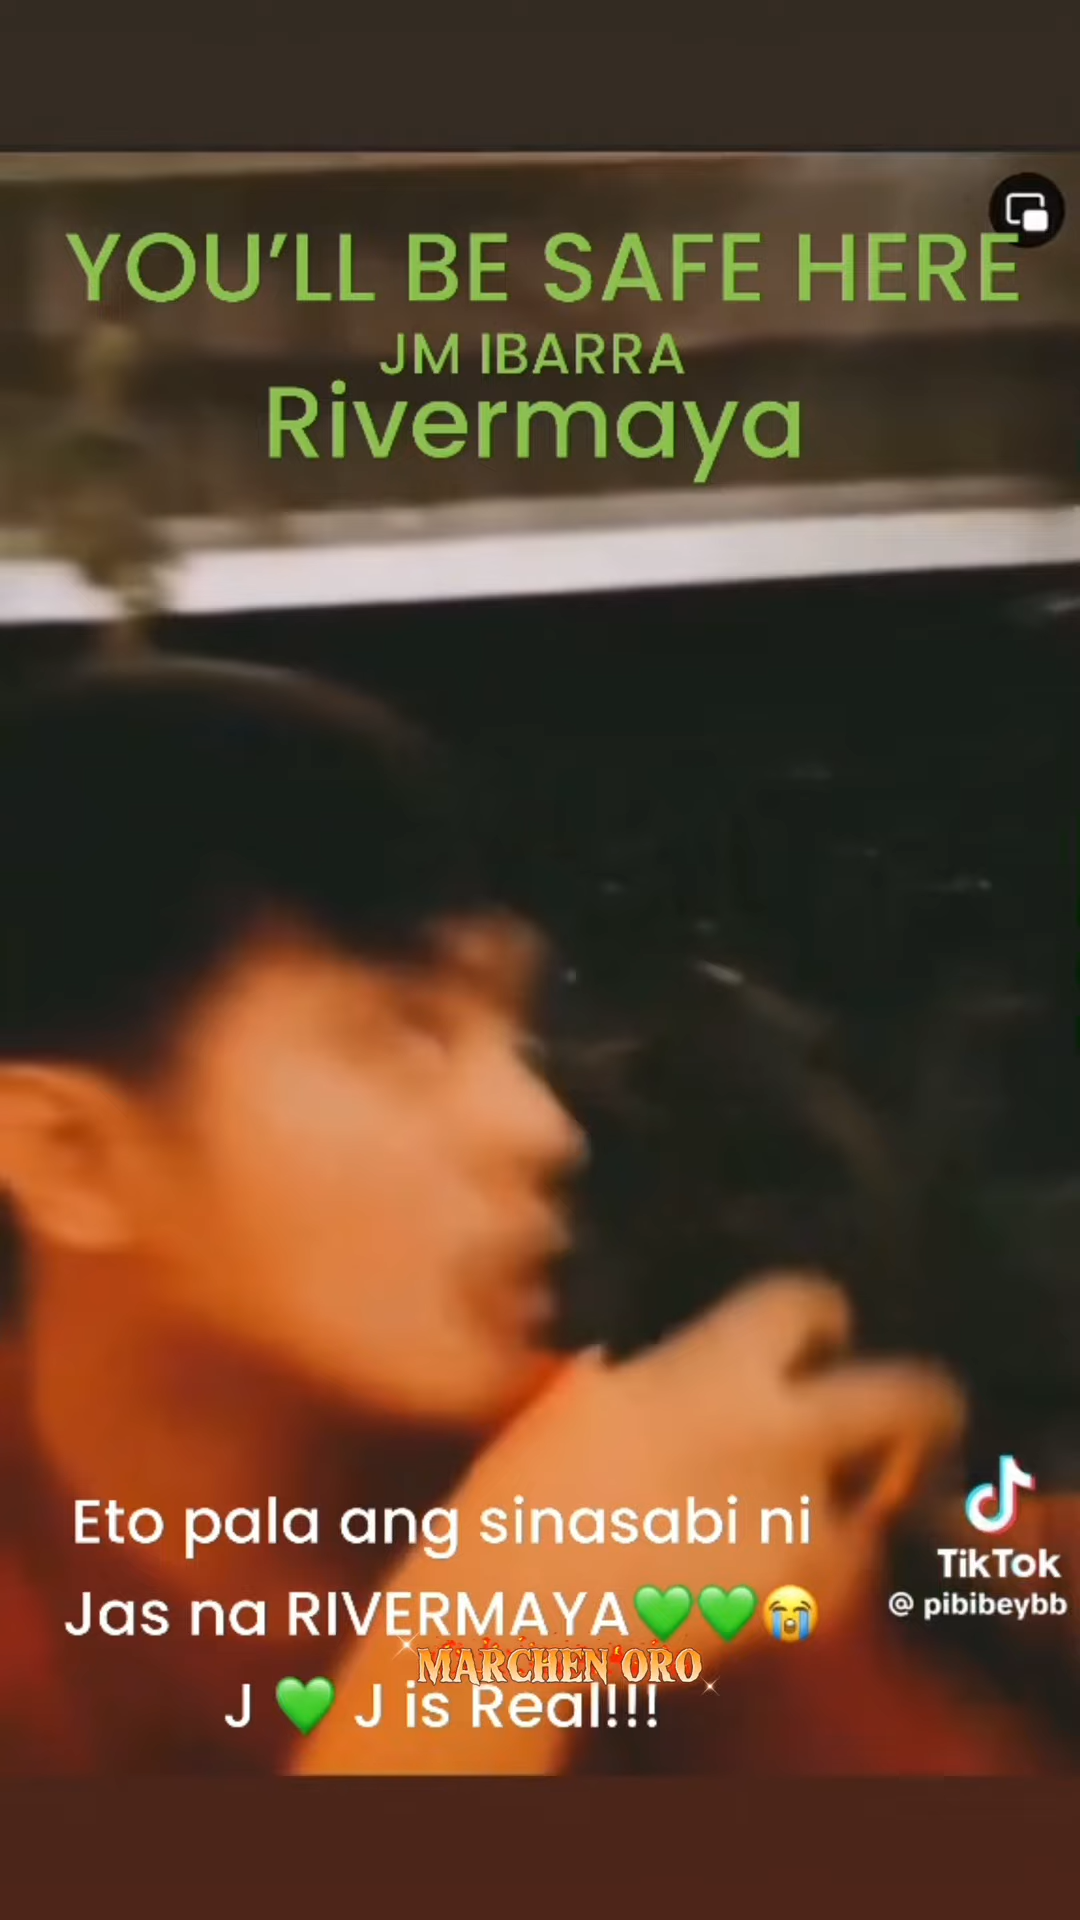 YOU'LL BE SAFE HERE
JM IBARRA
Rivermaya
Eto pala ang sinasabi ni
Jas na RIVERMAYA💚💚😭
MARCHEN'ORO
J 💚 J is Real!!!
TikTok
@ pibibeybb